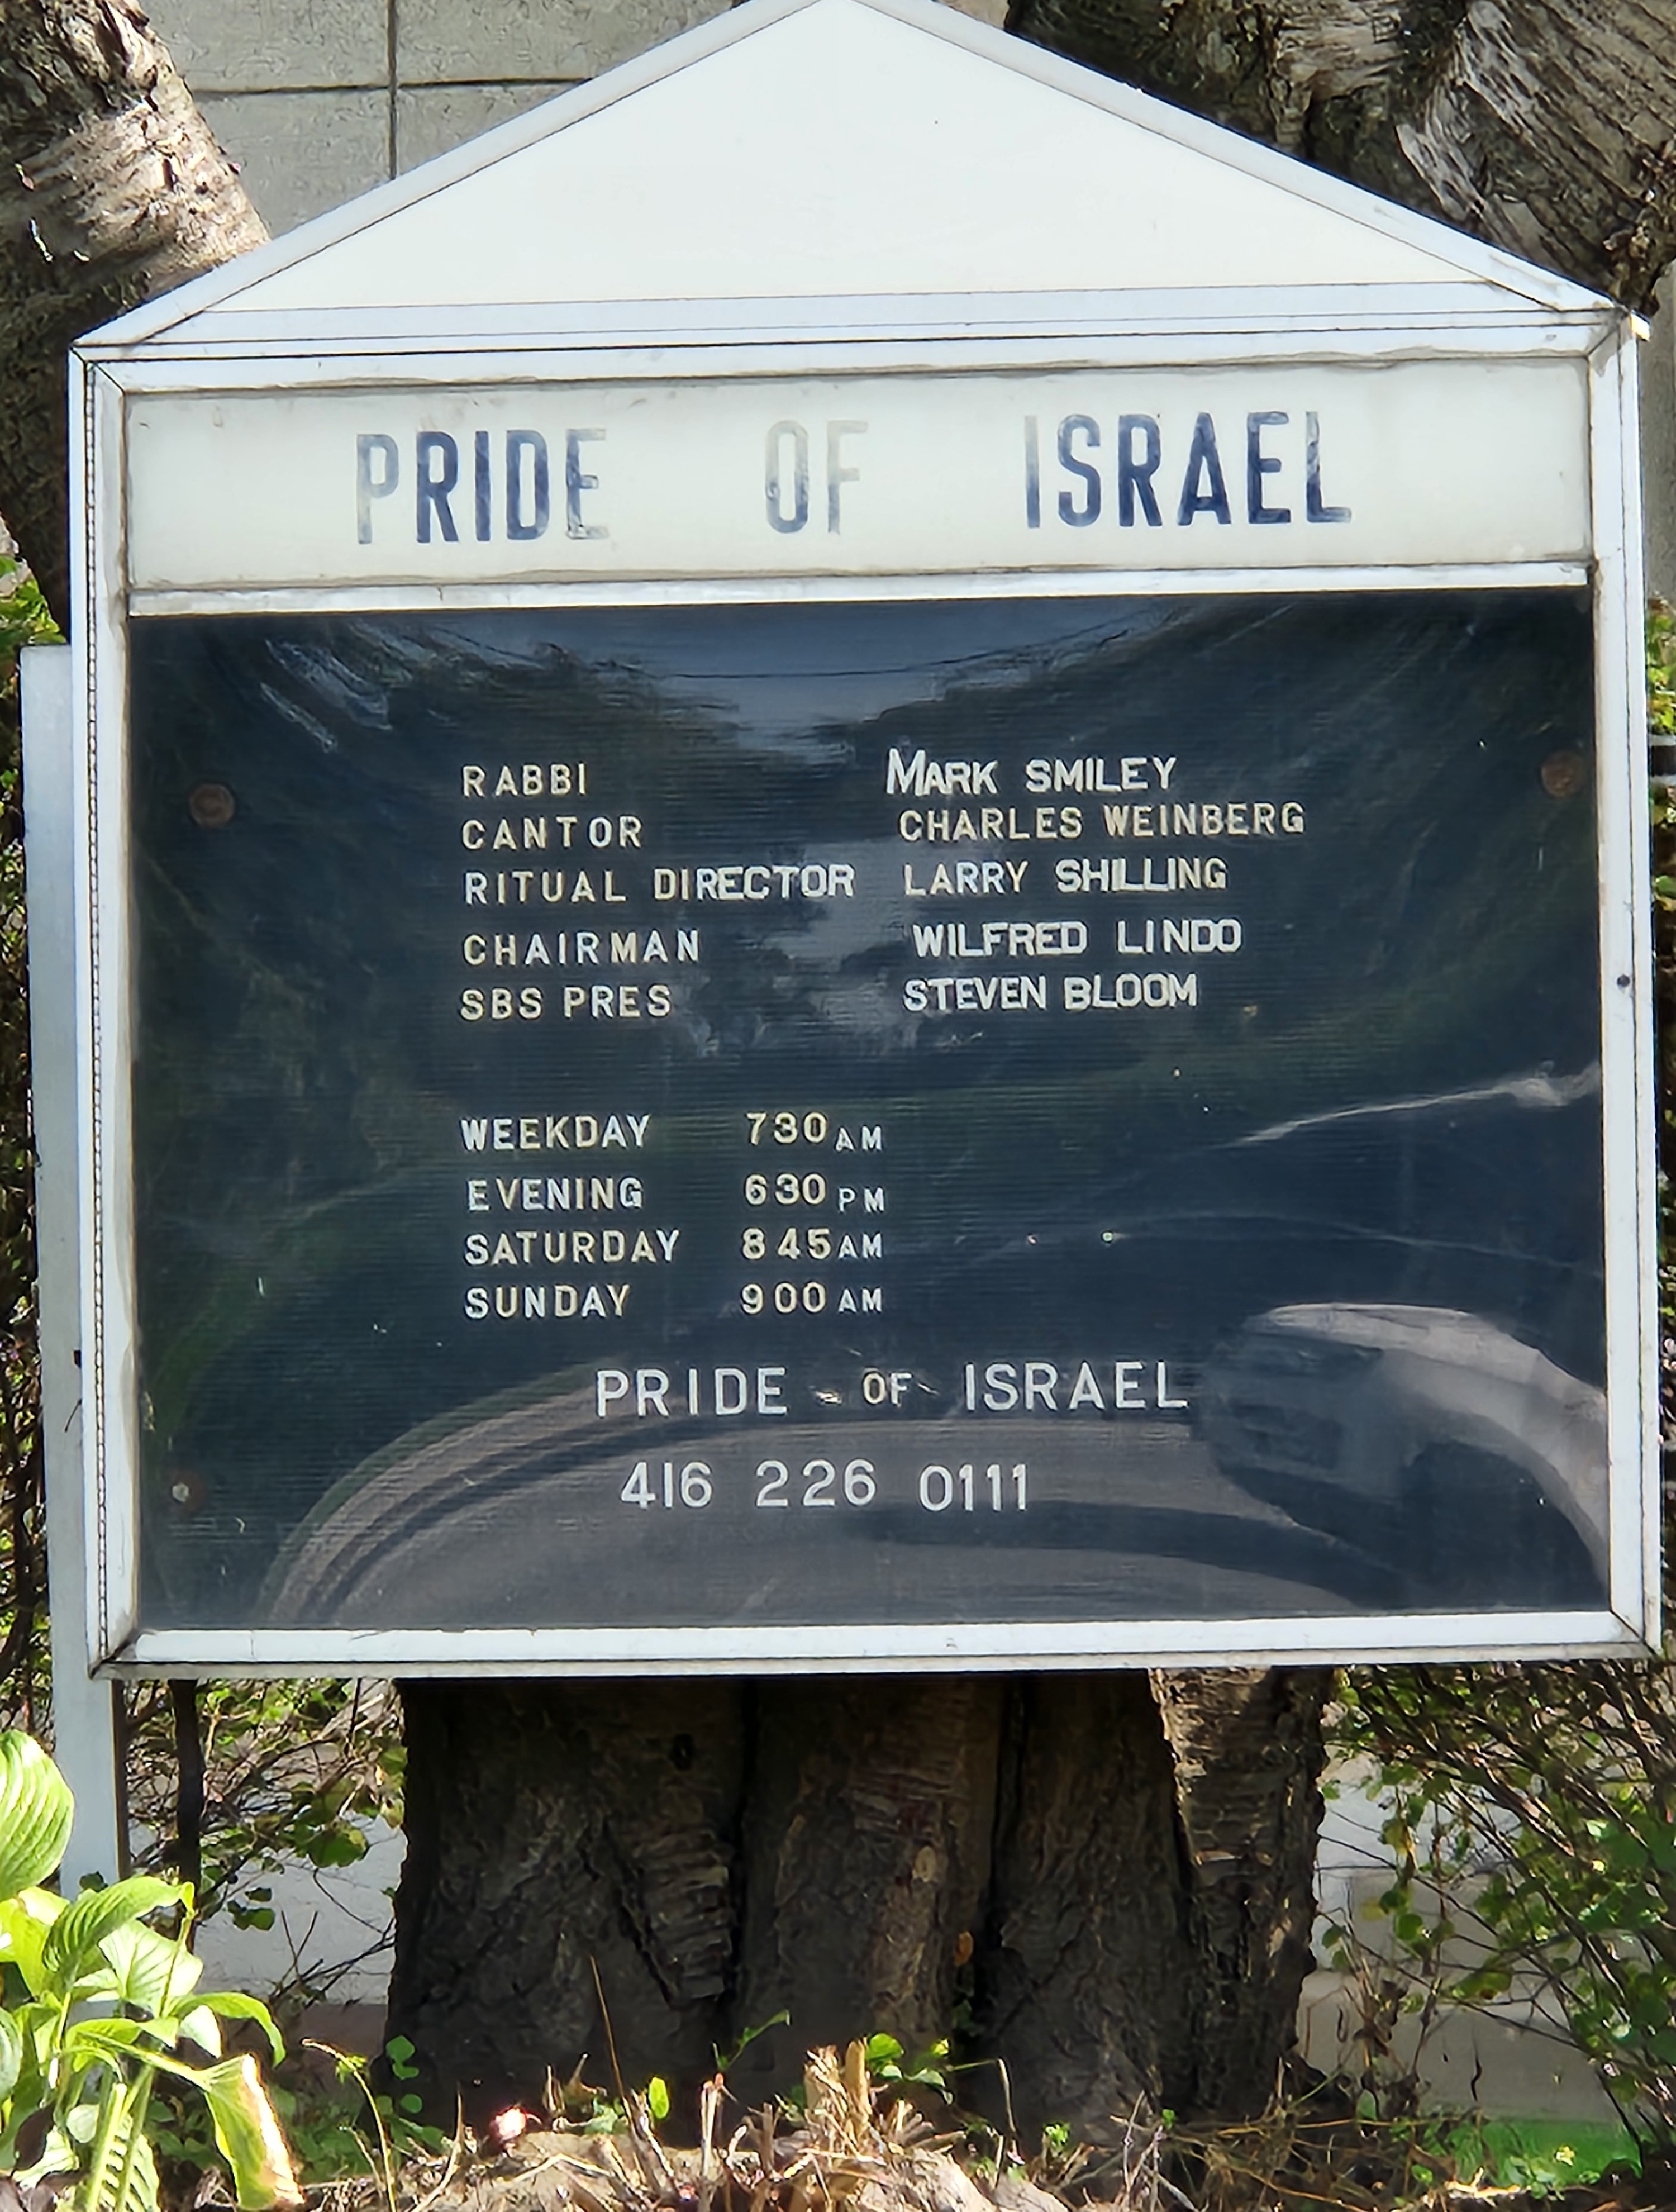 PRIDE OF ISRAEL
RABBI MARK SMILEY
CANTOR CHARLES WEINBERG
RITUAL DIRECTOR LARRY SHILLING
CHAIRMAN WILFRED LINDO
SBS PRES STEVEN BLOOM
WEEKDAY 730 AM
EVENING 630 PM
SATURDAY 845 AM
SUNDAY 900 AM
PRIDE OF ISRAEL
416 226 0111